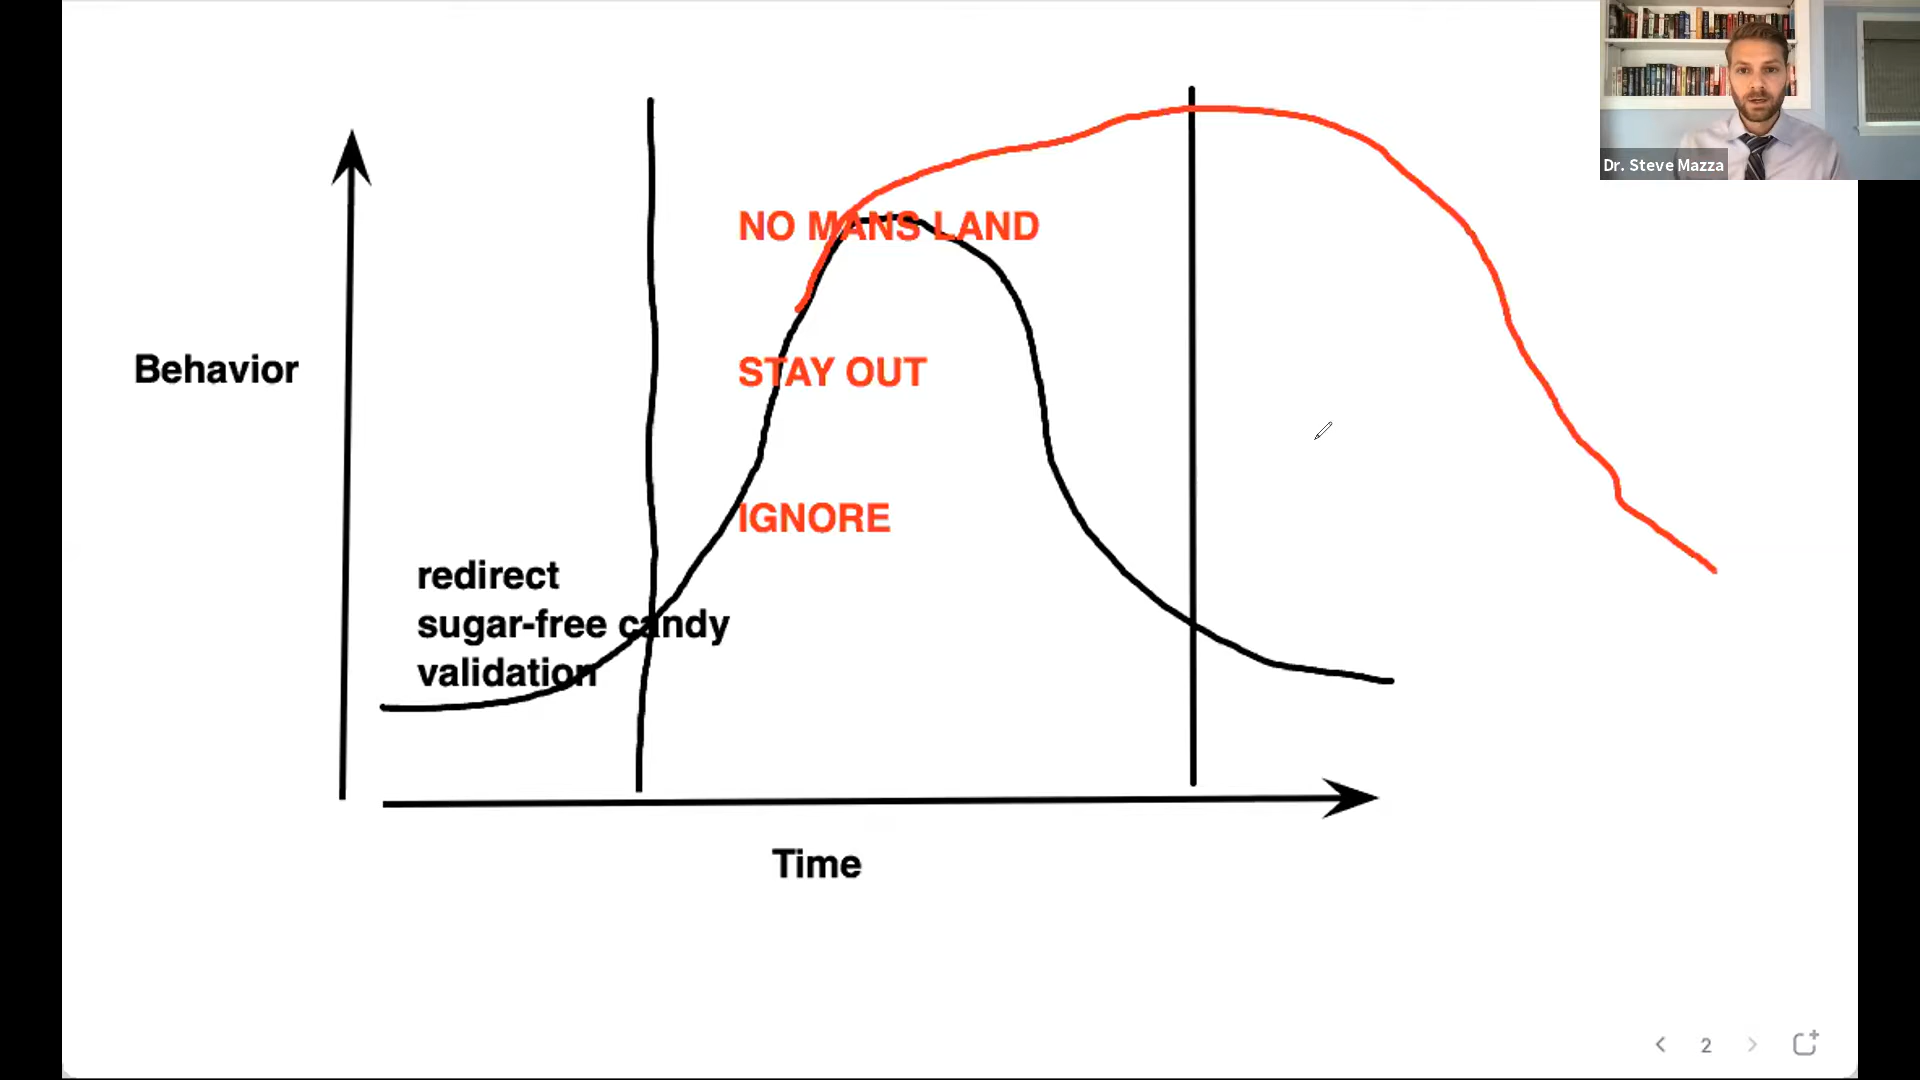 Dr. Steve Mazza
NO MANS LAND
Behavior
STAY OUT
IGNORE
redirect
sugar-free candy
validation
Time
2